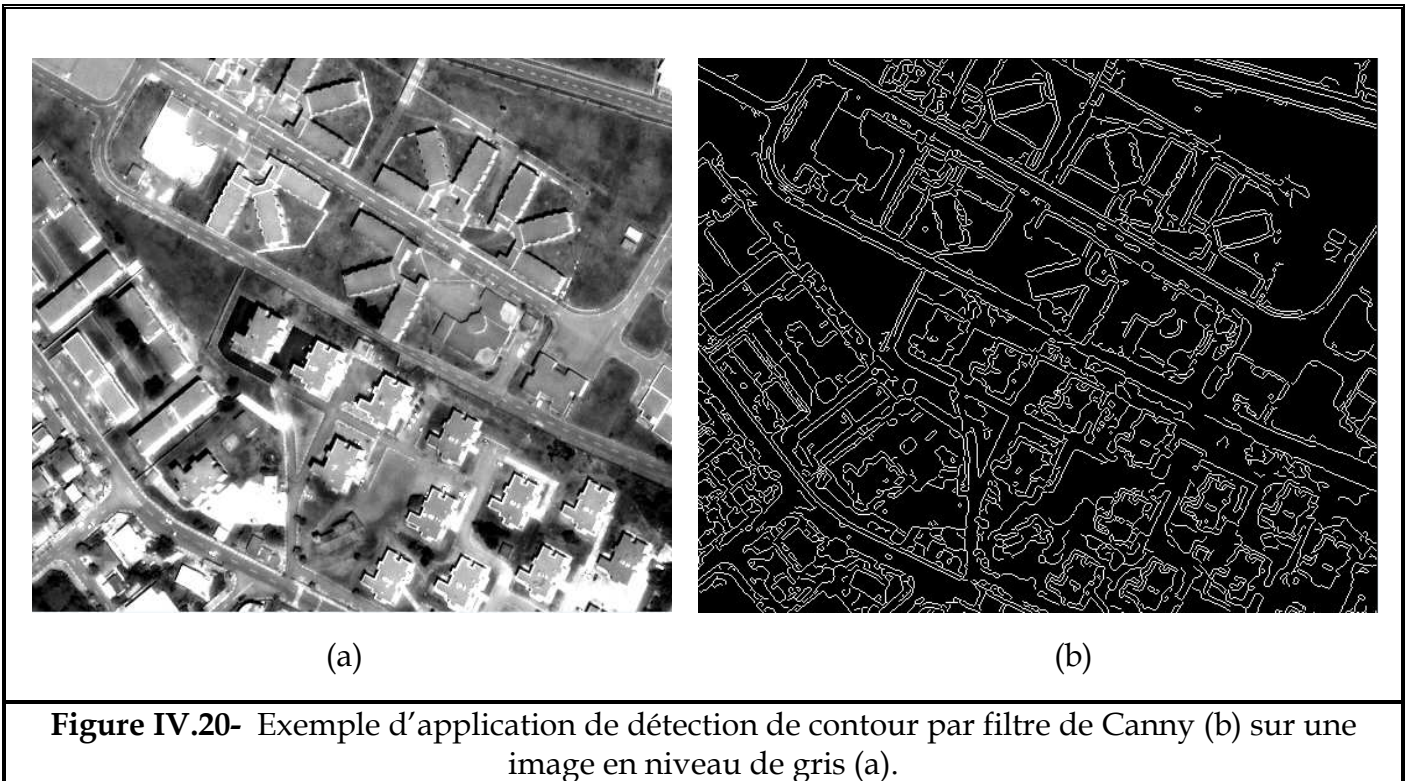 (a) (b)
Figure IV.20- Exemple d’application de détection de contour par filtre de Canny (b) sur une
image en niveau de gris (a).